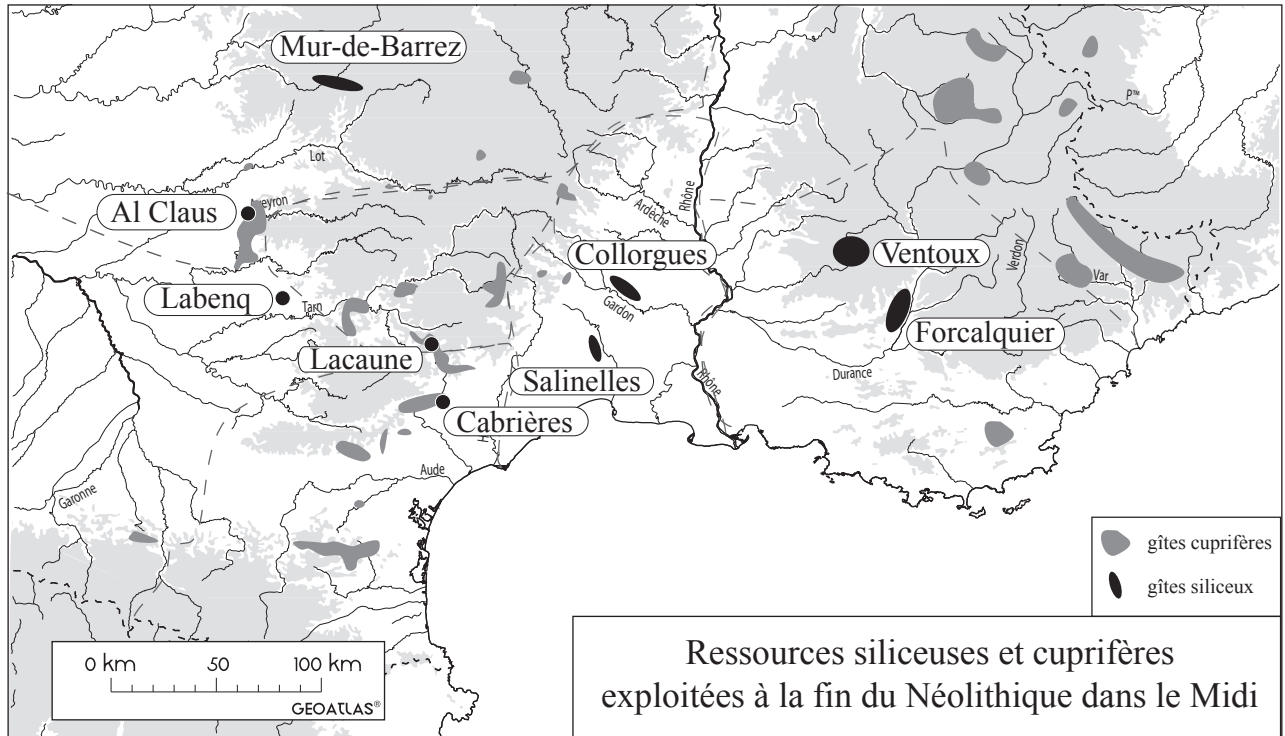 Mur-de-Barrez
P™
Lot
Aveyron
Al Claus
Ardèche
Rhône
Collorgues
Ventoux
Verdon
Var
Labenq
Tarn
Gardon
Forcalquier
Lacaune
Salinelles
Durance
Rhône
Cabrières
Aude
Garonne
gîtes cuprifères
gîtes siliceux
0 km 50 100 km
GEOATLAS®
Ressources siliceuses et cuprifères
exploitées à la fin du Néolithique dans le Midi